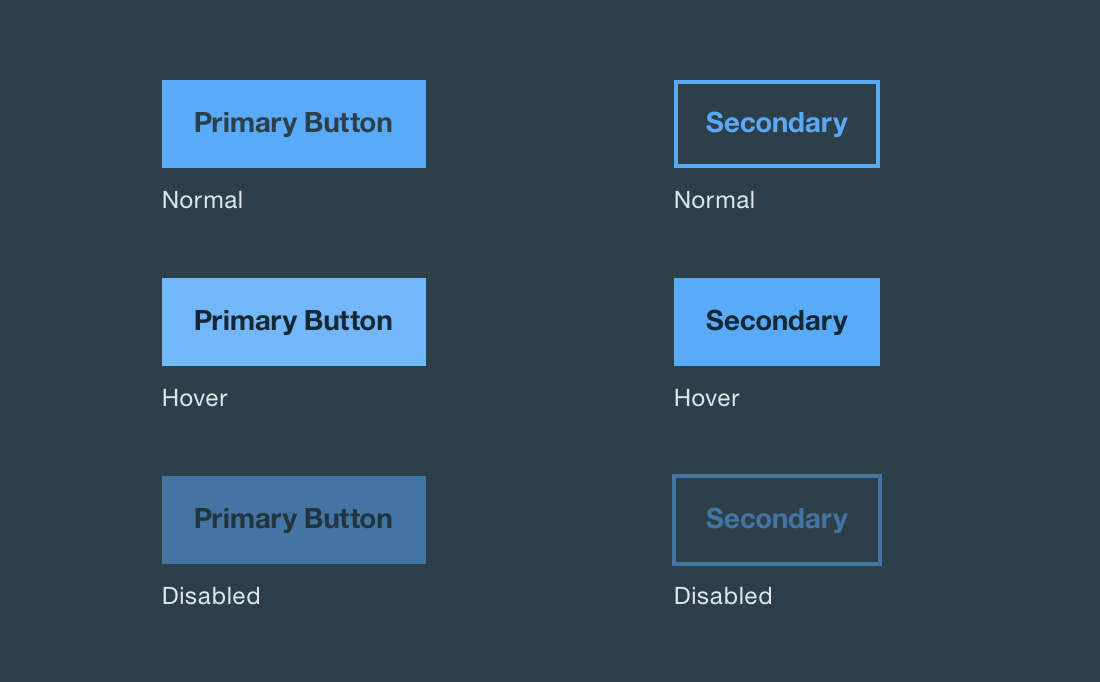 Primary Button
Secondary
Normal
Normal
Primary Button
Secondary
Hover
Hover
Primary Button
Secondary
Disabled
Disabled